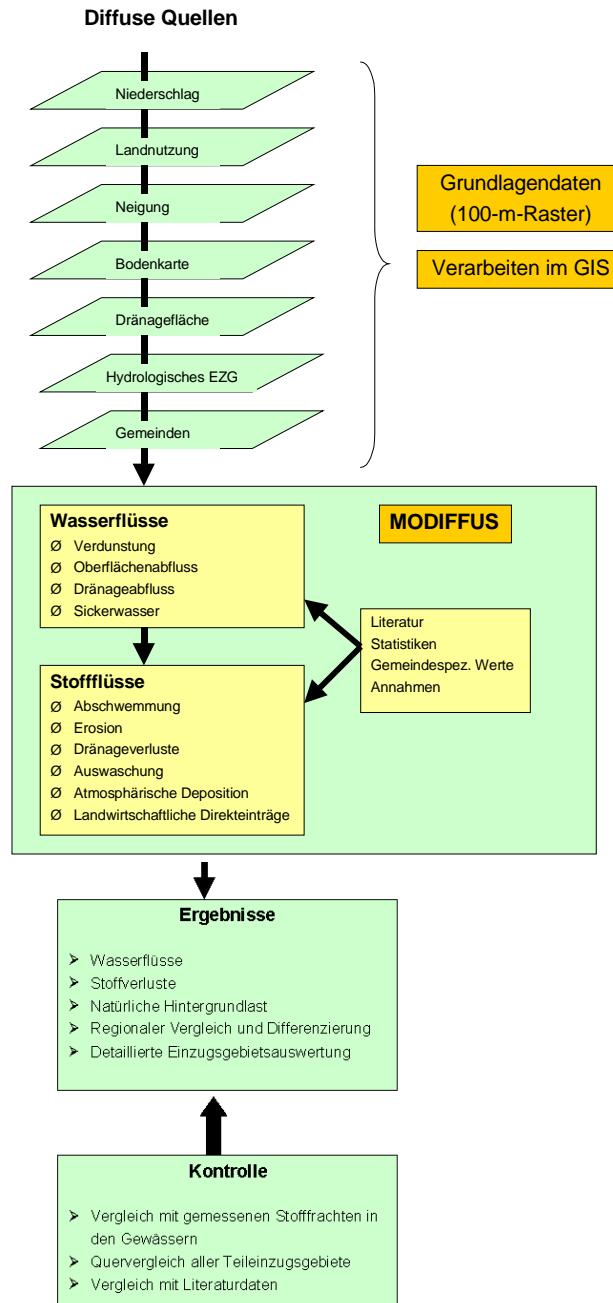 Diffuse Quellen
Niederschlag
Landnutzung
Neigung
Bodenkarte
Dränagefläche
Hydrologisches EZG
Gemeinden
Grundlagendaten
(100-m-Raster)
Verarbeiten im GIS
MODIFFUS
Wasserflüsse
Ø Verdunstung
Ø Oberflächenabfluss
Ø Dränageabfluss
Ø Sickerwasser
Literatur
Statistiken
Gemeindespez. Werte
Annahmen
Stoffflüsse
Ø Abschwemmung
Ø Erosion
Ø Dränageverluste
Ø Auswaschung
Ø Atmosphärische Deposition
Ø Landwirtschaftliche Direkteinträge
Ergebnisse
➢ Wasserflüsse
➢ Stoffverluste
➢ Natürliche Hintergrundlast
➢ Regionaler Vergleich und Differenzierung
➢ Detaillierte Einzugsgebietsauswertung
Kontrolle
➢ Vergleich mit gemessenen Stofffrachten in
den Gewässern
➢ Quervergleich aller Teileinzugsgebiete
➢ Vergleich mit Literaturdaten